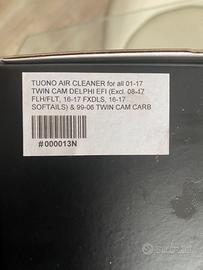 TUONO AIR CLEANER for all 01-17
TWIN CAM DELPHI EFI (Excl. 08-17
FLH/FLT, 16-17 FXDLS, 16-17
SOFTAILS) & 99-06 TWIN CAM CARB
#000013N
Subito